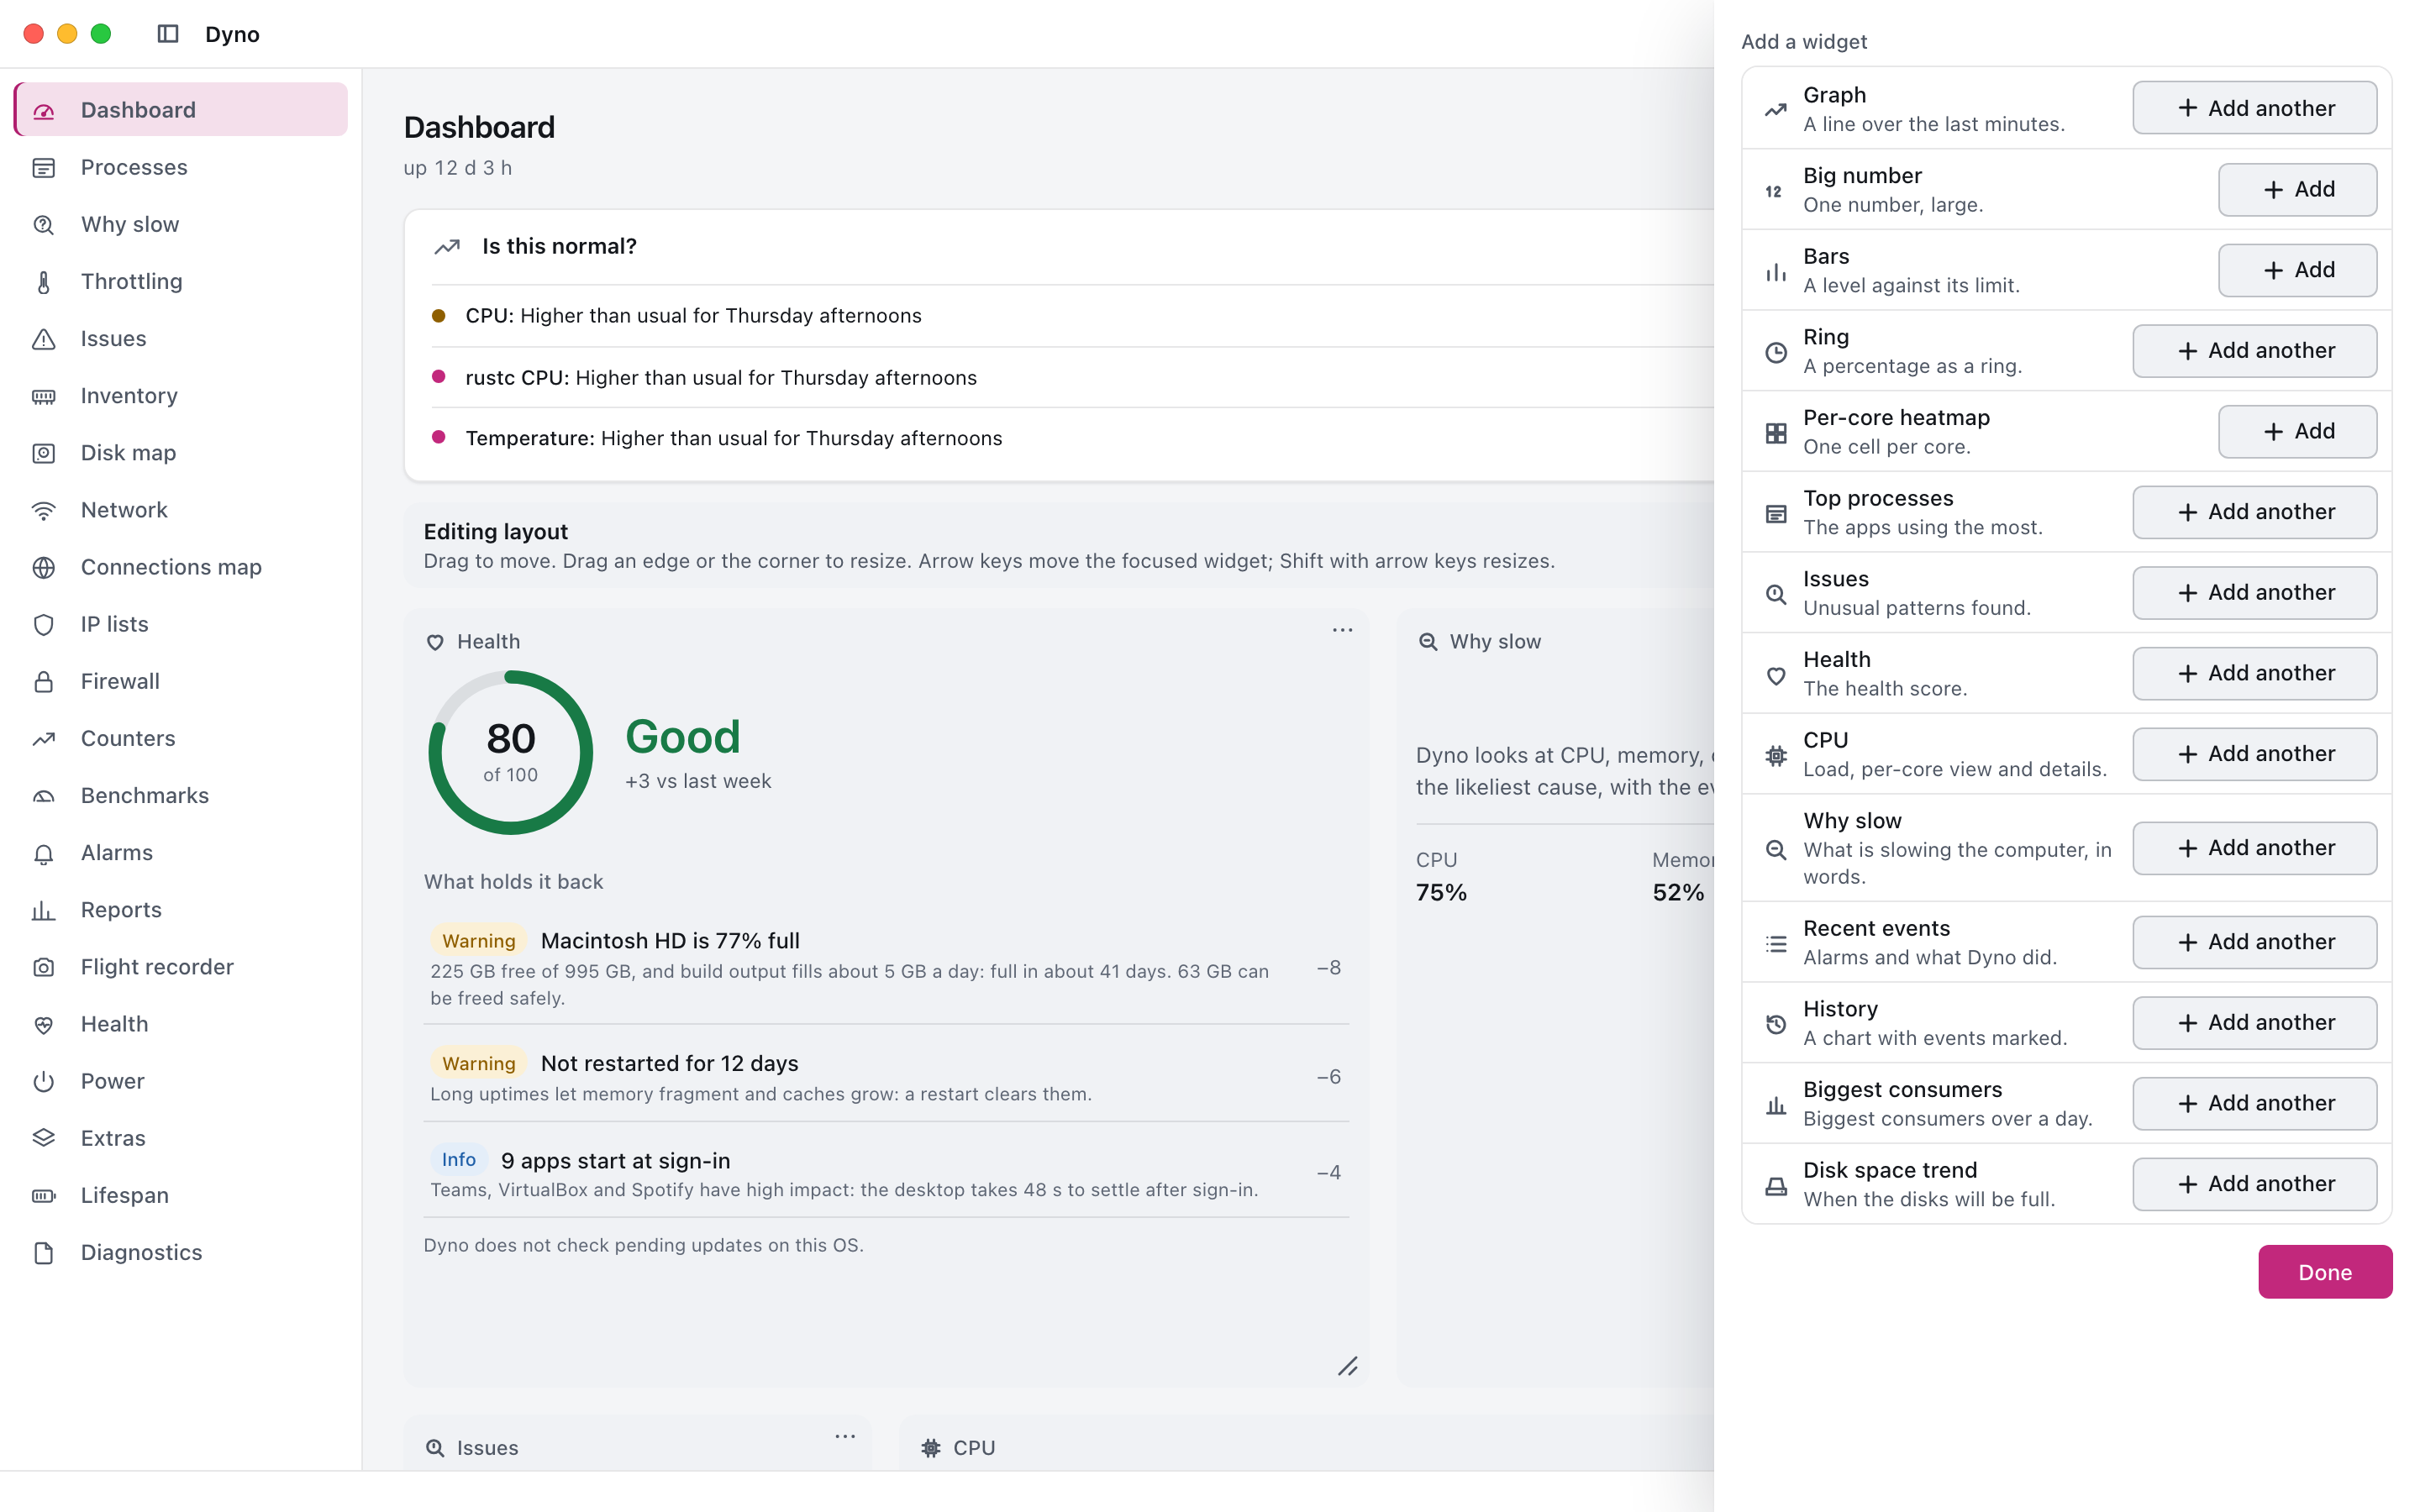 Dyno
Dashboard
Processes
Why slow
Throttling
Issues
Inventory
Disk map
Network
Connections map
IP lists
Firewall
Counters
Benchmarks
Alarms
Reports
Flight recorder
Health
Power
Extras
Lifespan
Diagnostics
Dashboard
up 12 d 3 h
Is this normal?
CPU: Higher than usual for Thursday afternoons
rustc CPU: Higher than usual for Thursday afternoons
Temperature: Higher than usual for Thursday afternoons
Editing layout
Drag to move. Drag an edge or the corner to resize. Arrow keys move the focused widget; Shift with arrow keys resizes.
Health
80
of 100
Good
+3 vs last week
What holds it back
Warning Macintosh HD is 77% full
225 GB free of 995 GB, and build output fills about 5 GB a day: full in about 41 days. 63 GB can
be freed safely.
−8
Warning Not restarted for 12 days
Long uptimes let memory fragment and caches grow: a restart clears them.
−6
Info 9 apps start at sign-in
Teams, VirtualBox and Spotify have high impact: the desktop takes 48 s to settle after sign-in.
−4
Dyno does not check pending updates on this OS.
Why slow
Dyno looks at CPU, memory,
the likeliest cause, with the
CPU
75%
52%
Issues
CPU
Add a widget
Graph
A line over the last minutes.
+ Add another
12
Big number
One number, large.
+ Add
Bars
A level against its limit.
+ Add
Ring
A percentage as a ring.
+ Add another
Per-core heatmap
One cell per core.
+ Add
Top processes
The apps using the most.
+ Add another
Issues
Unusual patterns found.
+ Add another
Health
The health score.
+ Add another
CPU
Load, per-core view and details.
+ Add another
Why slow
What is slowing the computer, in
words.
+ Add another
Recent events
Alarms and what Dyno did.
+ Add another
History
A chart with events marked.
+ Add another
Biggest consumers
Biggest consumers over a day.
+ Add another
Disk space trend
When the disks will be full.
+ Add another
Done